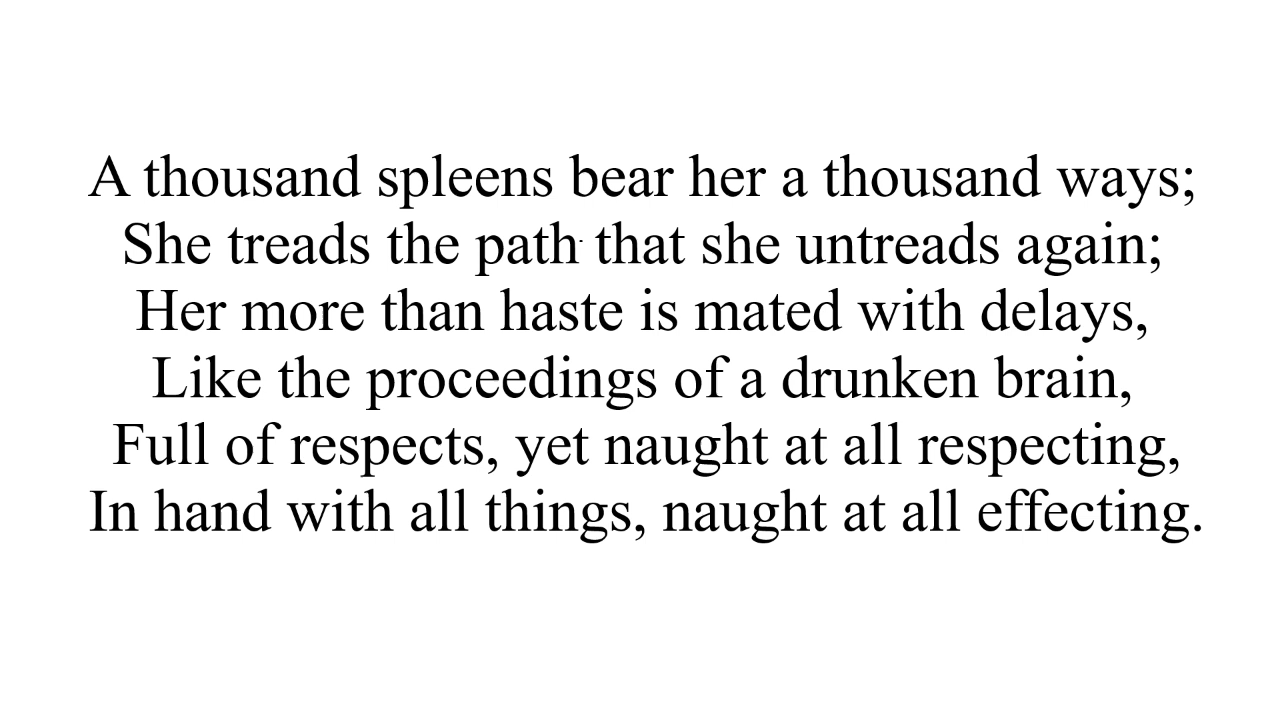 A thousand spleens bear her a thousand ways;
She treads the path that she untreads again;
Her more than haste is mated with delays,
Like the proceedings of a drunken brain,
Full of respects, yet naught at all respecting,
In hand with all things, naught at all effecting.